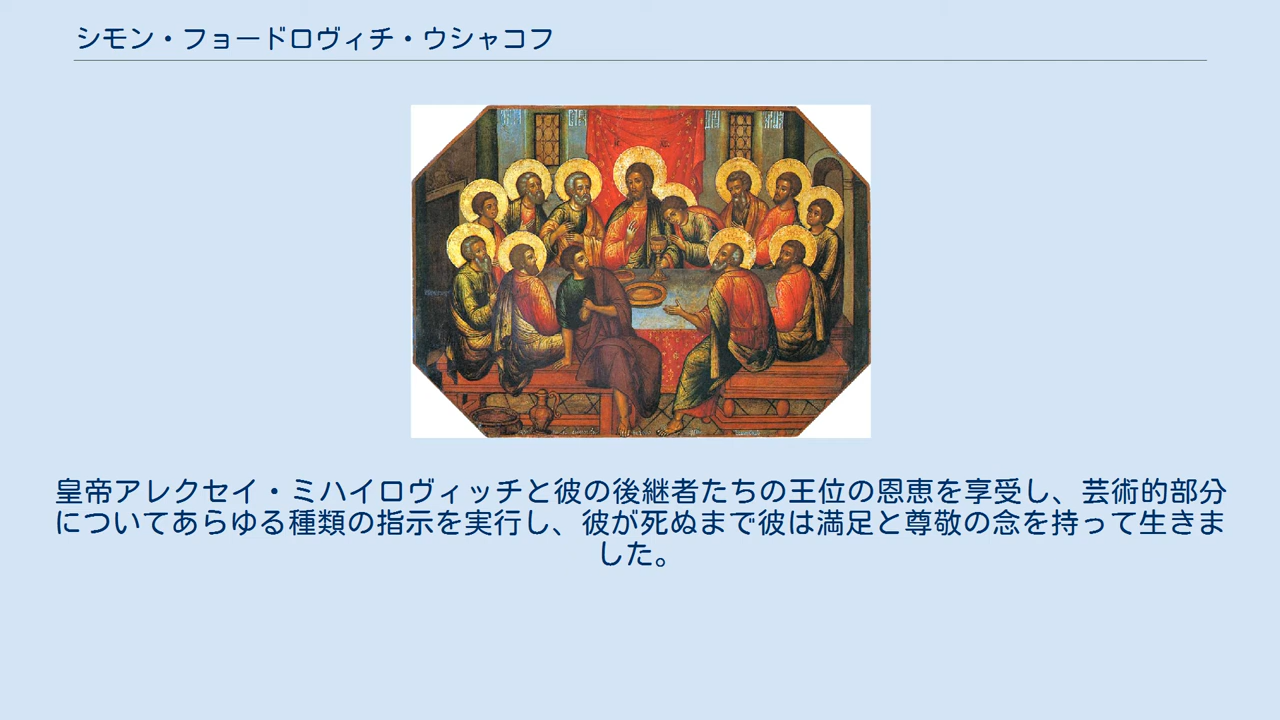 シモン・フョードロヴィチ・ウシャコフ
皇帝アレクセイ・ミハイロヴィッチと彼の後継者たちの王位の恩恵を享受し、芸術的部分
についてあらゆる種類の指示を実行し、彼が死ぬまで彼は満足と尊敬の念を持って生きま
した。